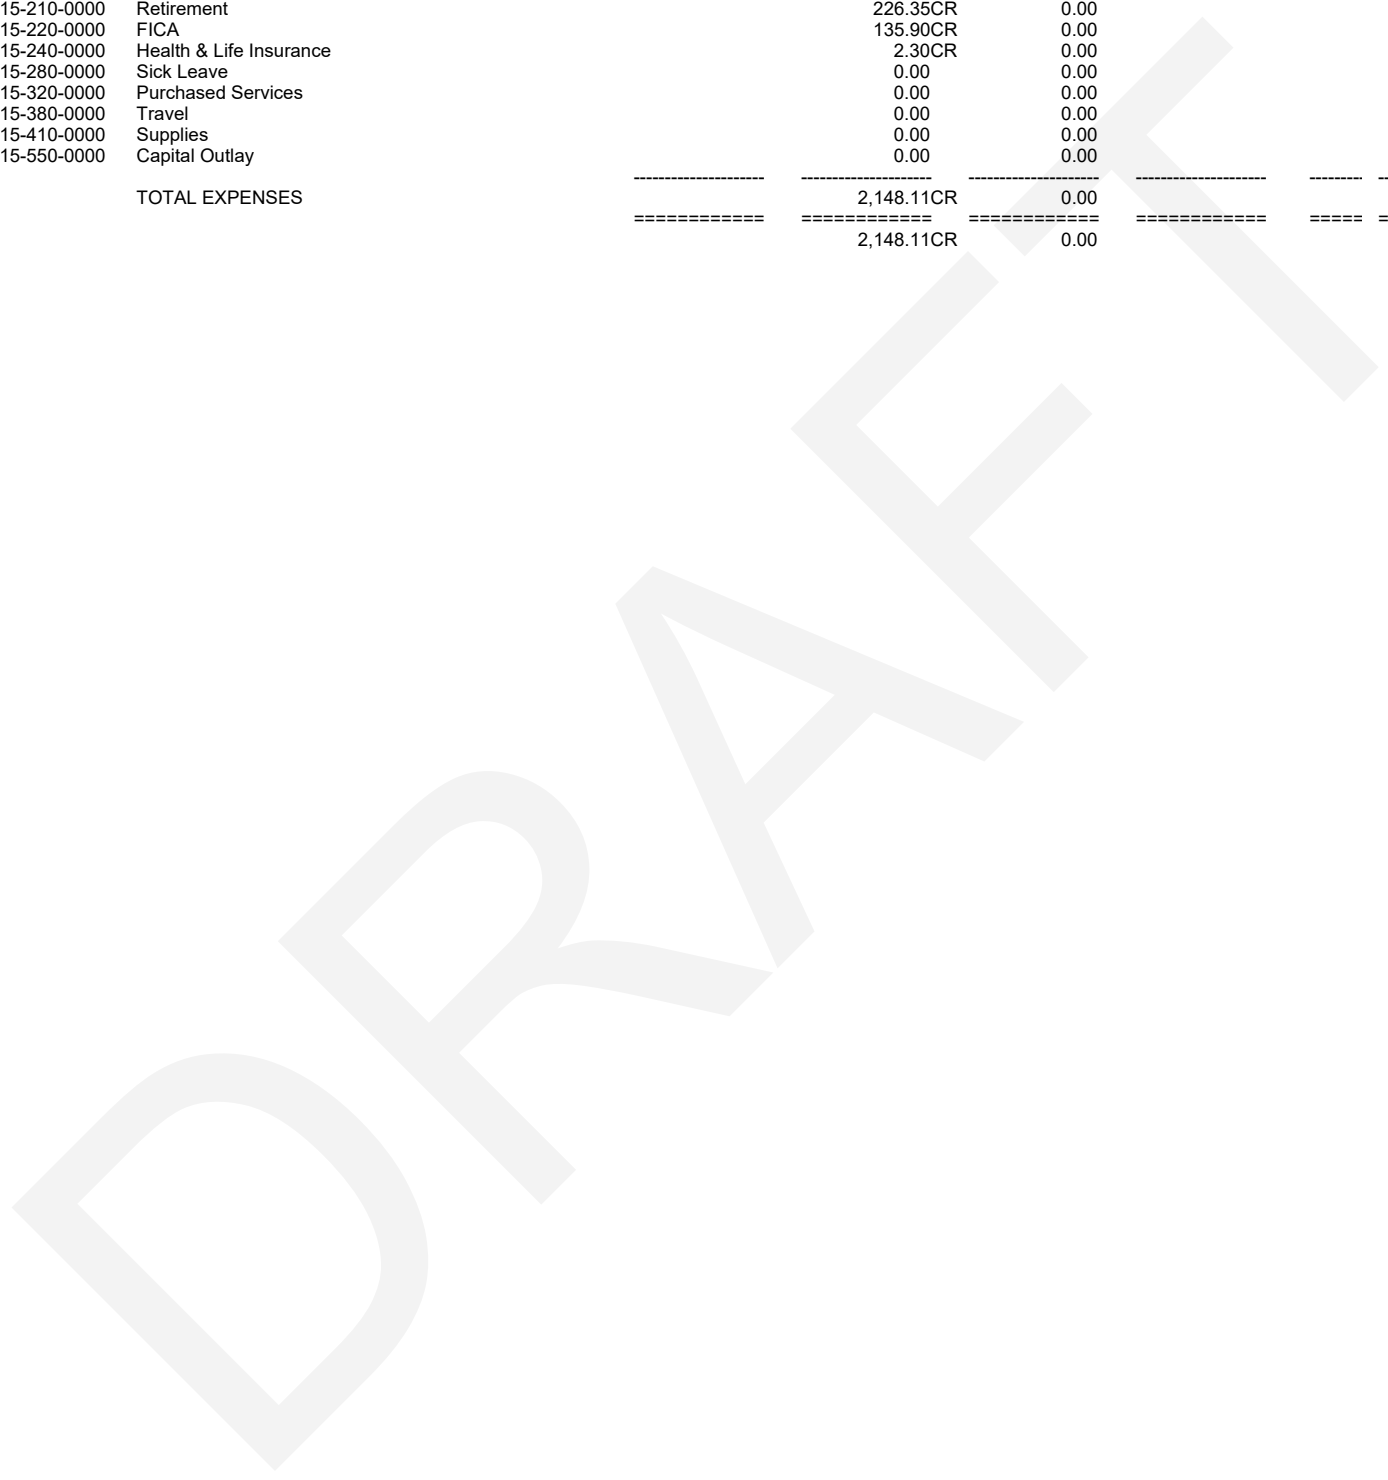 15-210-0000 Retirement 226.35CR 0.00
15-220-0000 FICA 135.90CR 0.00
15-240-0000 Health & Life Insurance 2.30CR 0.00
15-280-0000 Sick Leave 0.00 0.00
15-320-0000 Purchased Services 0.00 0.00
15-380-0000 Travel 0.00 0.00
15-410-0000 Supplies 0.00 0.00
15-550-0000 Capital Outlay 0.00 0.00
--------------------- --------------------- --------------------- --------------------- -------- --
TOTAL EXPENSES 2,148.11CR 0.00
============ ============ ============ ============ ===== =
2,148.11CR 0.00
DRAFT